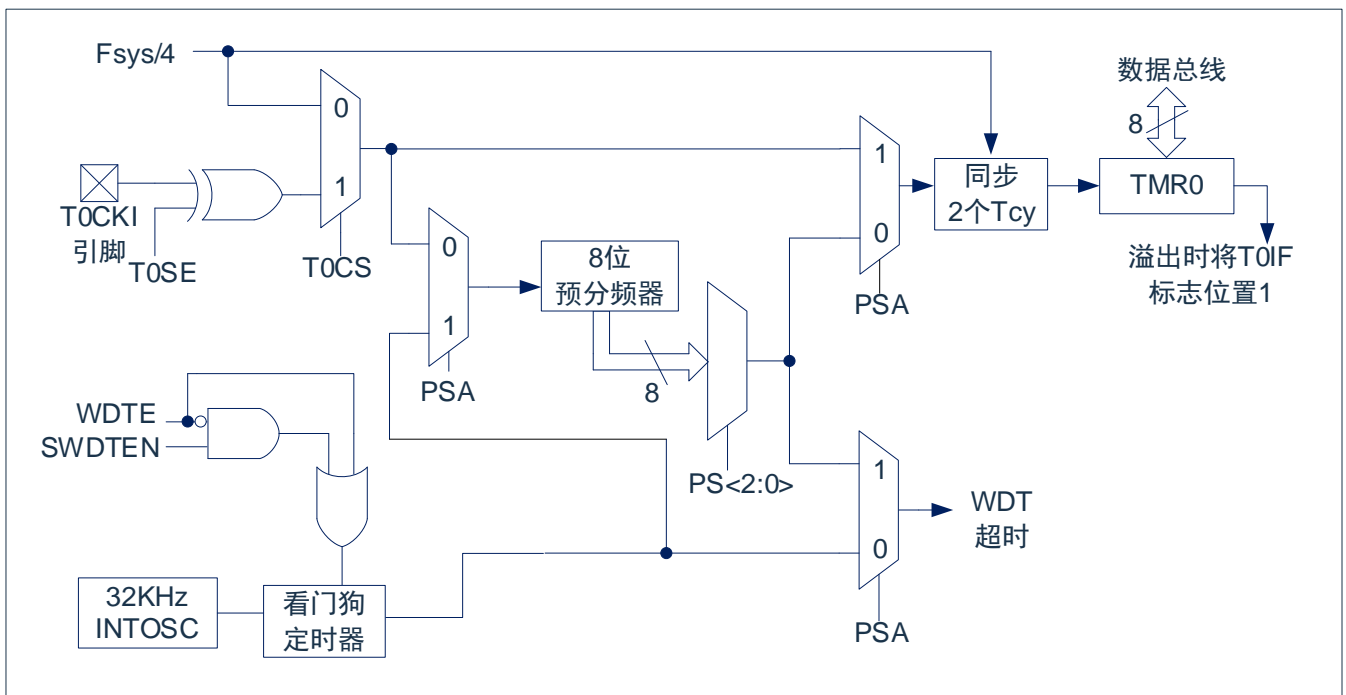 Fsys/4
数据总线
0
8
1
1
同步
2个Tcy
TMR0
T0CKI
引脚
T0SE
T0CS
0
8位
预分频器
0
溢出时将T0IF
标志位置1
1
PSA
PSA
8
WDTE
SWDTEN
PS<2:0>
1
WDT
超时
0
32KHz
INTOSC
看门狗
定时器
PSA